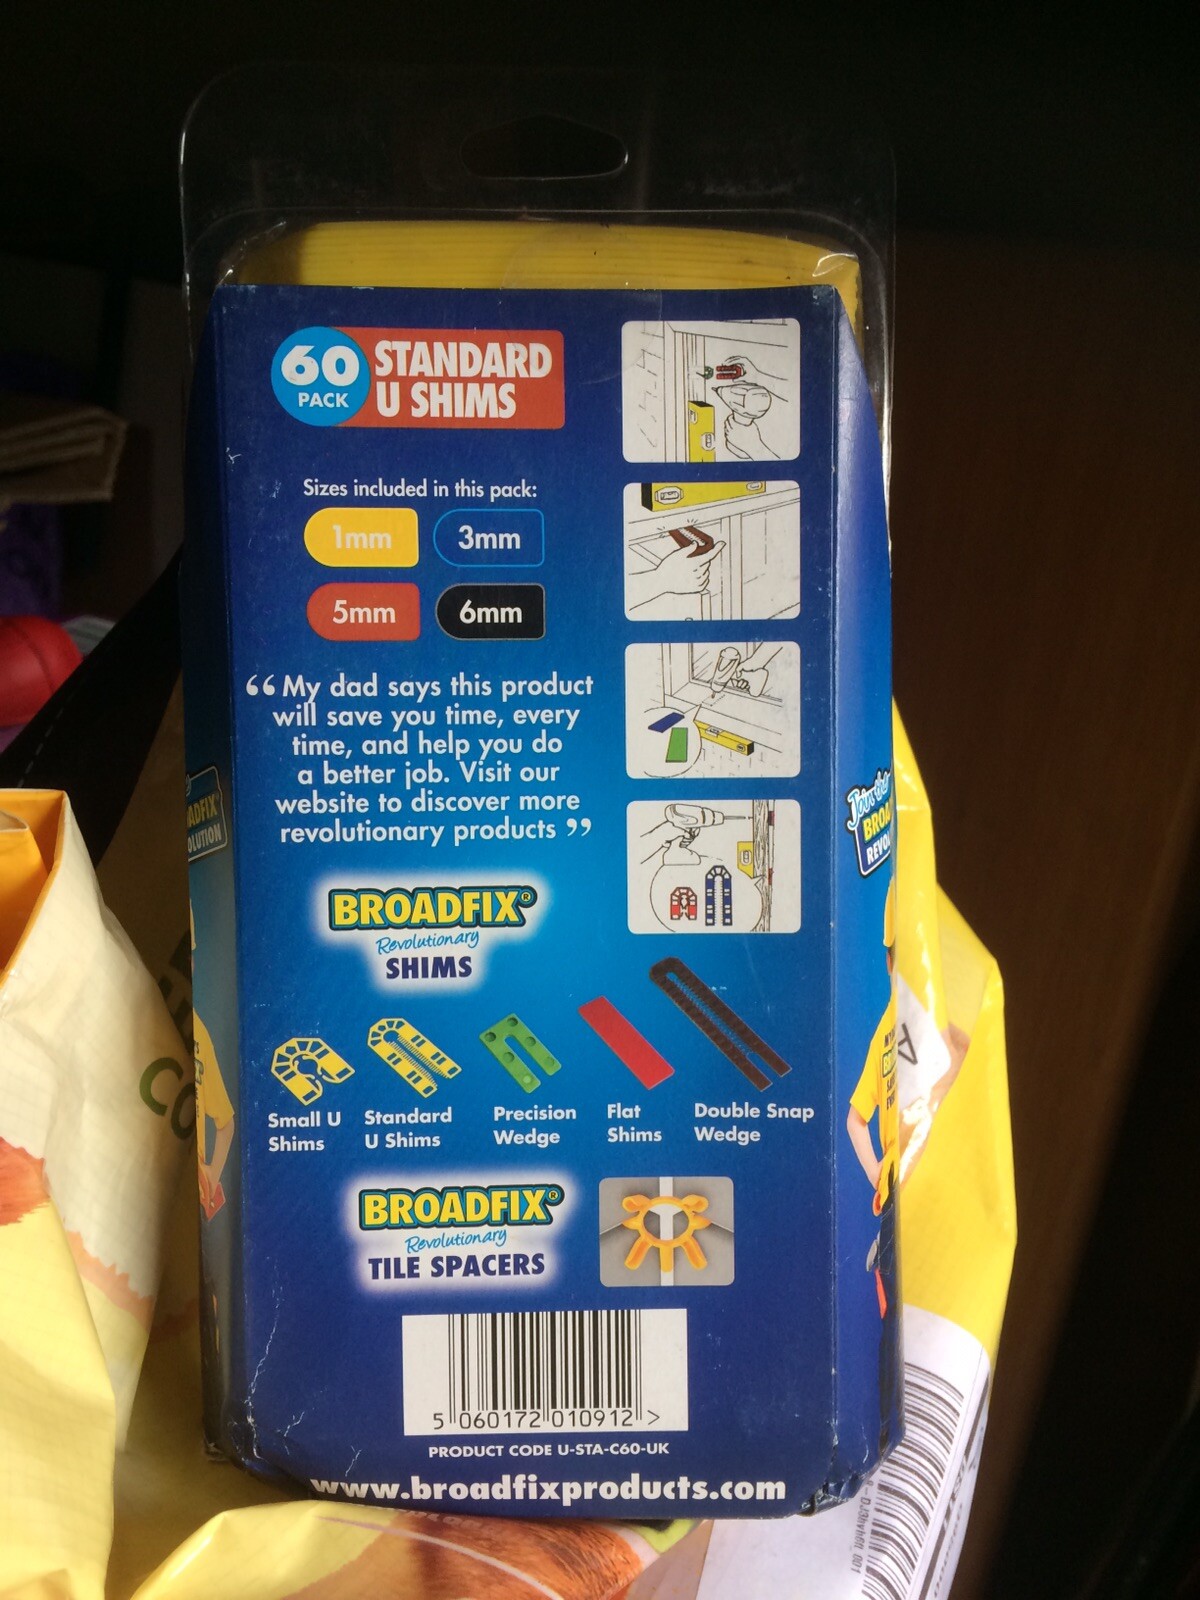 60
PACK
STANDARD
U SHIMS
Sizes included in this pack:
1mm
3mm
5mm
6mm
“My dad says this product
will save you time, every
time, and help you do
a better job. Visit our
website to discover more
revolutionary products”
BROADFIX®
Revolutionary
SHIMS
Small U
Shims
Standard
U Shims
Precision
Wedge
Flat
Shims
Double Snap
Wedge
BROADFIX®
Revolutionary
TILE SPACERS
5 060172 010912 >
PRODUCT CODE U-STA-C60-UK
www.broadfixproducts.com
Join the